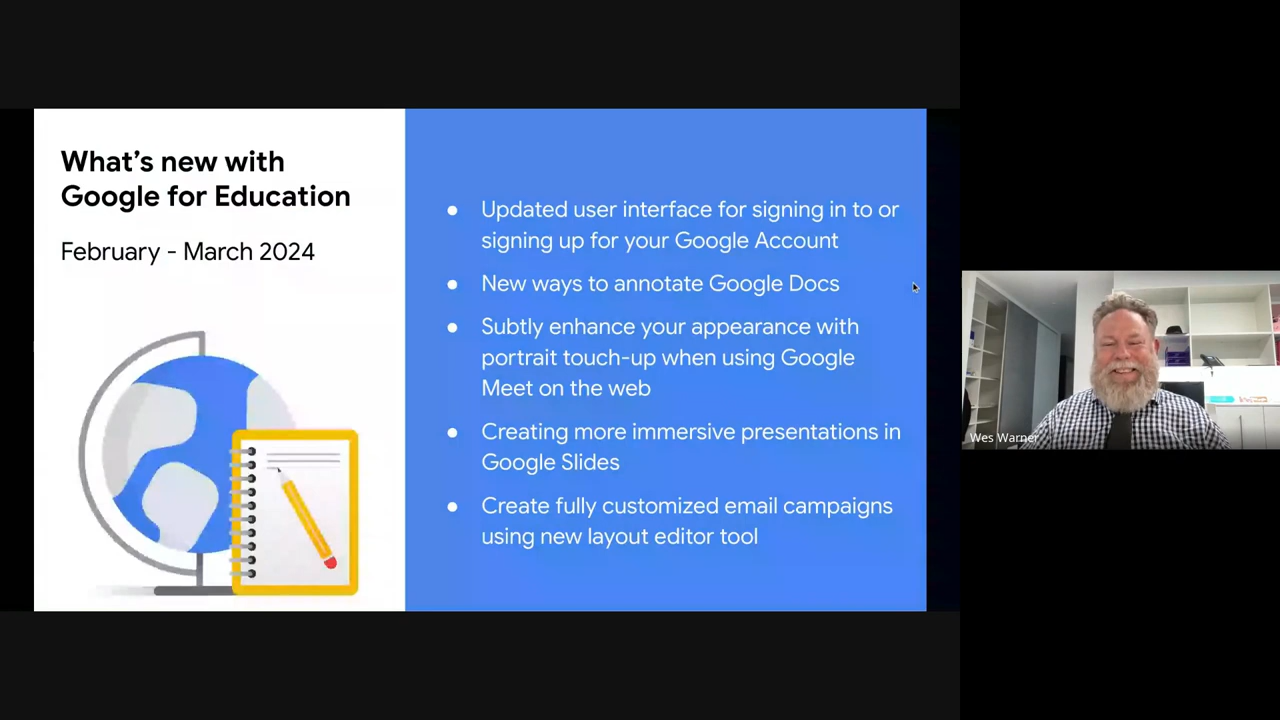 What's new with
Google for Education
February - March 2024
● Updated user interface for signing in to or
signing up for your Google Account
● New ways to annotate Google Docs
● Subtly enhance your appearance with
portrait touch-up when using Google
Meet on the web
● Creating more immersive presentations in
Google Slides
● Create fully customized email campaigns
using new layout editor tool
Wes Warner